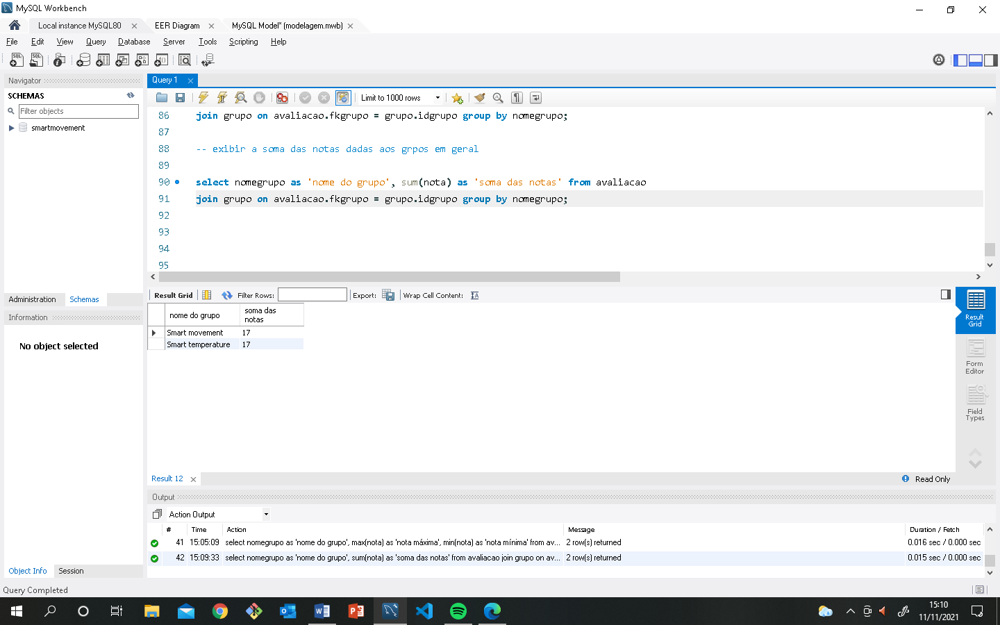 MySQL Workbench
Local instance MySQL80
EER Diagram
MySQL Model* (modelagem.mwb)
File Edit View Query Database Server Tools Scripting Help
Navigator
SCHEMAS
Filter objects
smartmovement
Administration Schemas
Information
No object selected
Object Info Session
Query 1
Limit to 1000 rows
86 join grupo on avaliacao.fkgrupo = grupo.idgrupo group by nomegrupo;
87
88 -- exibir a soma das notas dadas aos grpos em geral
89
90 select nomegrupo as 'nome do grupo', sum(nota) as 'soma das notas' from avaliacao
91 join grupo on avaliacao.fkgrupo = grupo.idgrupo group by nomegrupo;
92
93
94
95
Result Grid Filter Rows: Export: Wrap Cell Content:
nome do grupo soma das notas
Smart movement 17
Smart temperature 17
Result Grid
Form Editor
Field Types
Result 12
Read Only
Output
Action Output
# Time Action Message Duration / Fetch
41 15:05:09 select nomegrupo as 'nome do grupo', max(nota) as 'nota máxima', min(nota) as 'nota mínima' from av... 2 row(s) returned 0.016 sec / 0.000 sec
42 15:09:33 select nomegrupo as 'nome do grupo', sum(nota) as 'soma das notas' from avaliacao join grupo on av... 2 row(s) returned 0.015 sec / 0.000 sec
Query Completed
15:10
11/11/2021